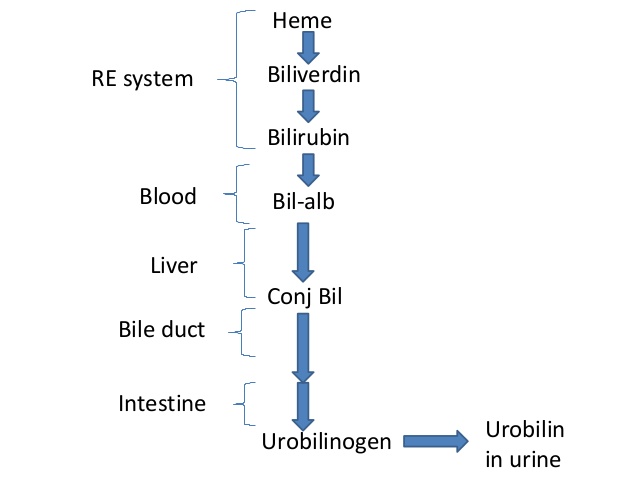 Heme
RE system
Biliverdin
Bilirubin
Blood
Bil-alb
Liver
Conj Bil
Bile duct
Intestine
Urobilinogen
Urobilin
in urine